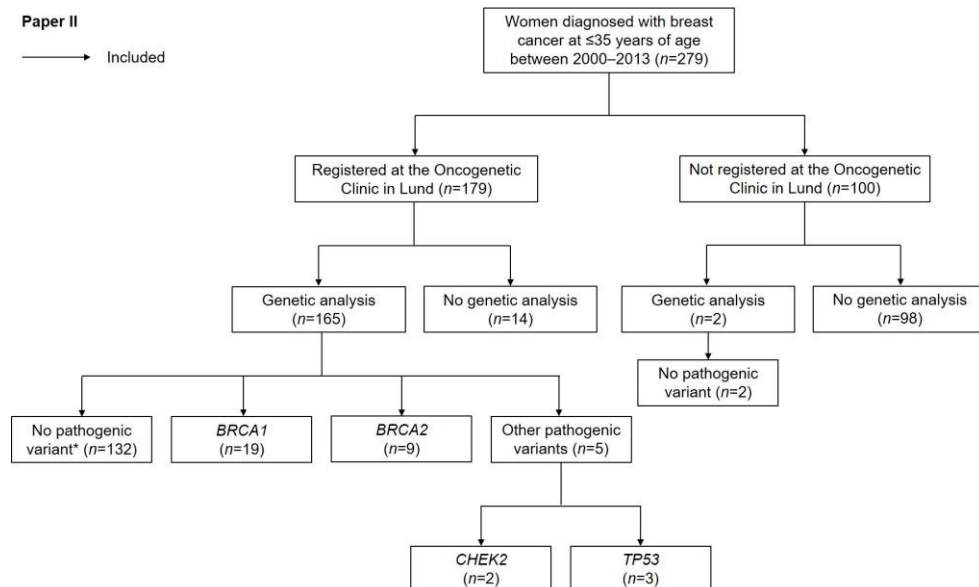 Paper II
Included
Women diagnosed with breast
cancer at ≤35 years of age
between 2000–2013 (n=279)
Registered at the Oncogenetic
Clinic in Lund (n=179)
Not registered at the Oncogenetic
Clinic in Lund (n=100)
Genetic analysis
(n=165)
No genetic analysis
(n=14)
Genetic analysis
(n=2)
No genetic analysis
(n=98)
No pathogenic
variant (n=2)
No pathogenic
variant* (n=132)
BRCA1
(n=19)
BRCA2
(n=9)
Other pathogenic
variants (n=5)
CHEK2
(n=2)
TP53
(n=3)